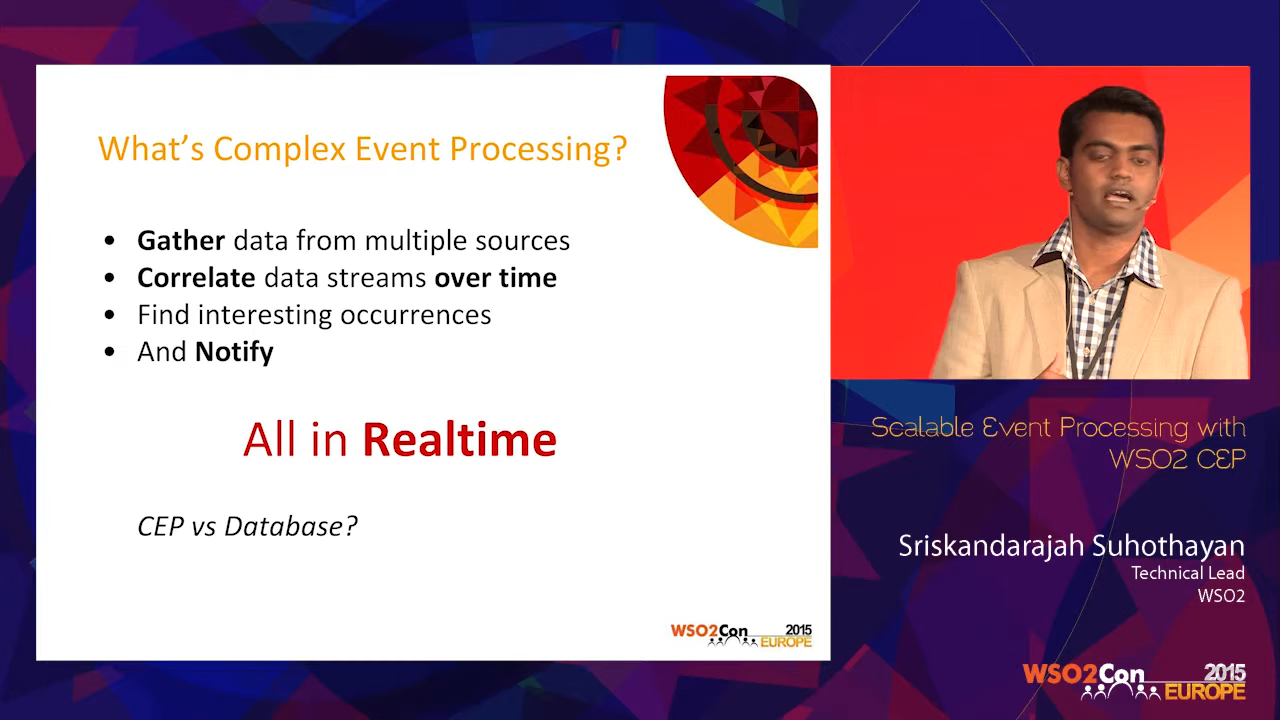 What's Complex Event Processing?
• Gather data from multiple sources
• Correlate data streams over time
• Find interesting occurrences
• And Notify
All in Realtime
CEP vs Database?
WSO2Con 2015
EUROPE
Scalable Event Processing with
WSO2 CEP
Sriskandarajah Suhothayan
Technical Lead
WSO2
WSO2Con 2015
EUROPE